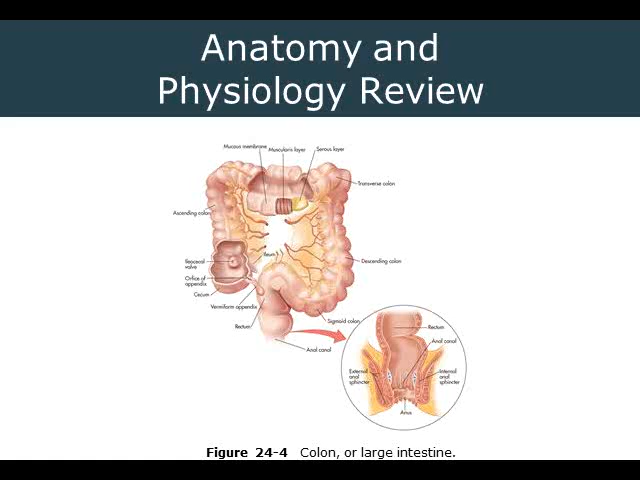 Anatomy and
Physiology Review
Mucous membrane
Muscularis layer
Serous layer
Transverse colon
Ascending colon
Ileum
Ileocecal
valve
Descending colon
Orifice of
appendix
Cecum
Vermiform appendix
Rectum
Sigmoid colon
Anal canal
Rectum
Anal canal
External
anal
sphincter
Internal
anal
sphincter
Anus
Figure 24-4 Colon, or large intestine.